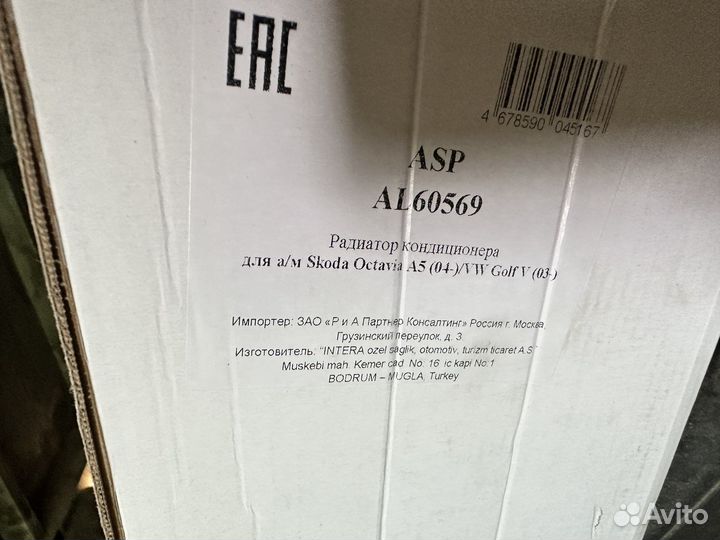 EAC
4 678590 045167
ASP
AL60569
Радиатор кондиционера
для а/м Skoda Octavia A5 (04-)/VW Golf V (03-)
Импортер: ЗАО «Р и А Партнер Консалтинг» Россия г. Москва,
Грузинский переулок, д. 3.
Изготовитель: "INTERA ozel saglik, otomotiv, turizm ticaret A.S"
Muskebi mah. Kemer cad. No: 16 ic kapi No:1
BODRUM – MUGLA, Turkey
Avito